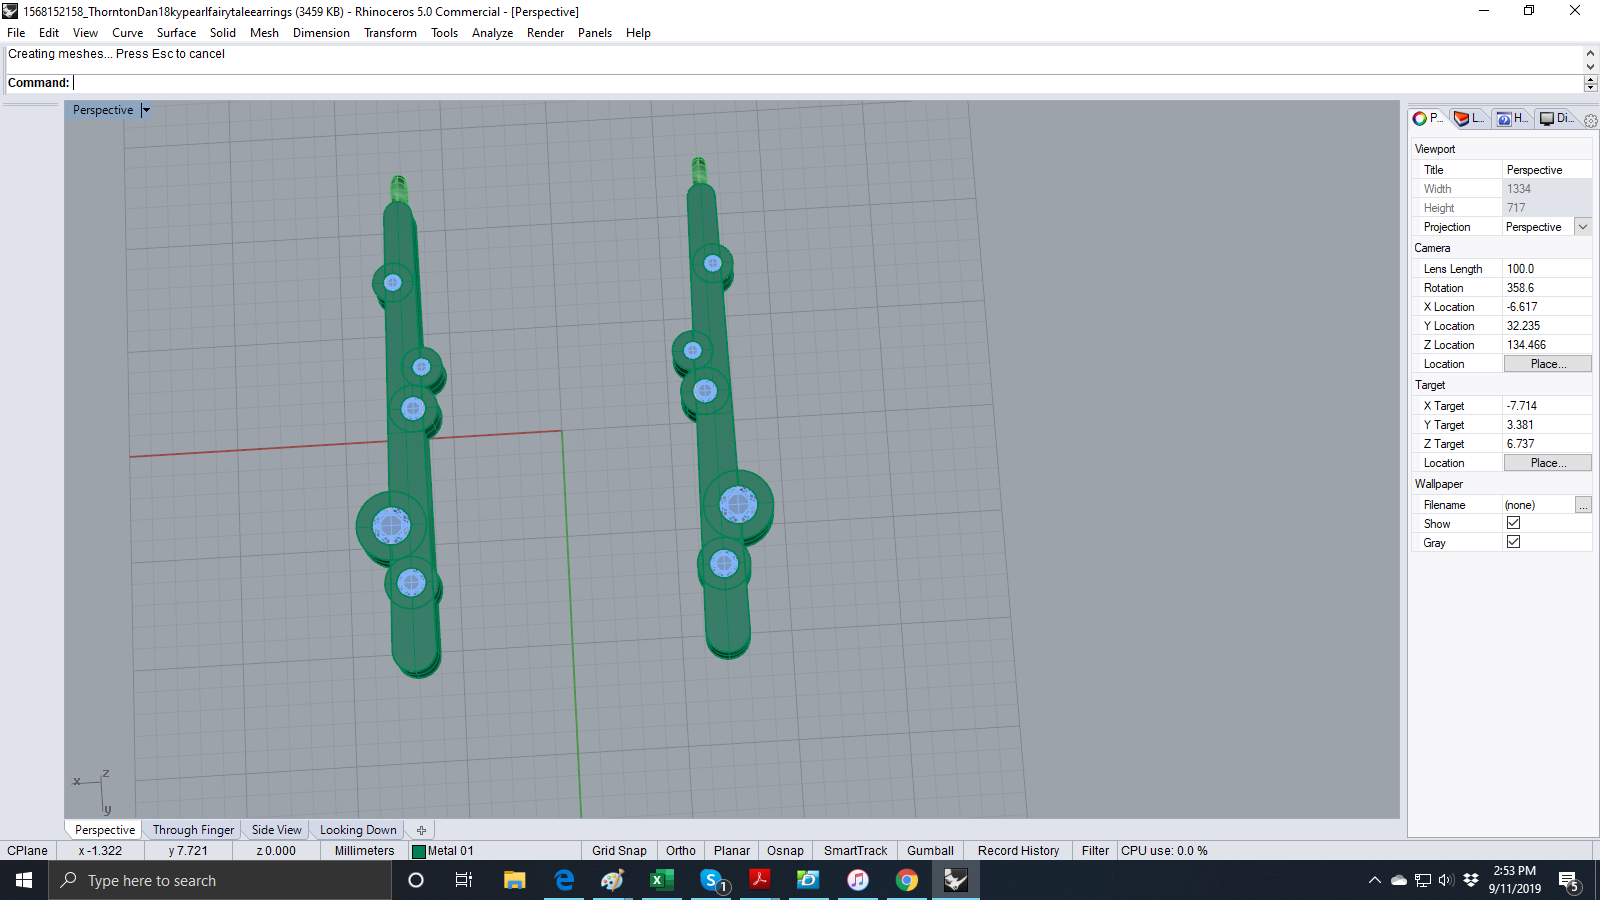 1568152158_ThorntonDan18kypearlfairytaleearrings (3459 KB) - Rhinoceros 5.0 Commercial - [Perspective]
File Edit View Curve Surface Solid Mesh Dimension Transform Tools Analyze Render Panels Help
Creating meshes... Press Esc to cancel
Command:
Perspective
P... L... H... Di...
Viewport
Title Perspective
Width 1334
Height 717
Projection Perspective
Camera
Lens Length 100.0
Rotation 358.6
X Location -6.617
Y Location 32.235
Z Location 134.466
Location Place...
Target
X Target -7.714
Y Target 3.381
Z Target 6.737
Location Place...
Wallpaper
Filename (none) ...
Show
Gray
z
x
y
Perspective Through Finger Side View Looking Down
CPlane x -1.322 y 7.721 z 0.000 Millimeters Metal 01 Grid Snap Ortho Planar Osnap SmartTrack Gumball Record History Filter CPU use: 0.0 %
Type here to search
1
2:53 PM
9/11/2019
5